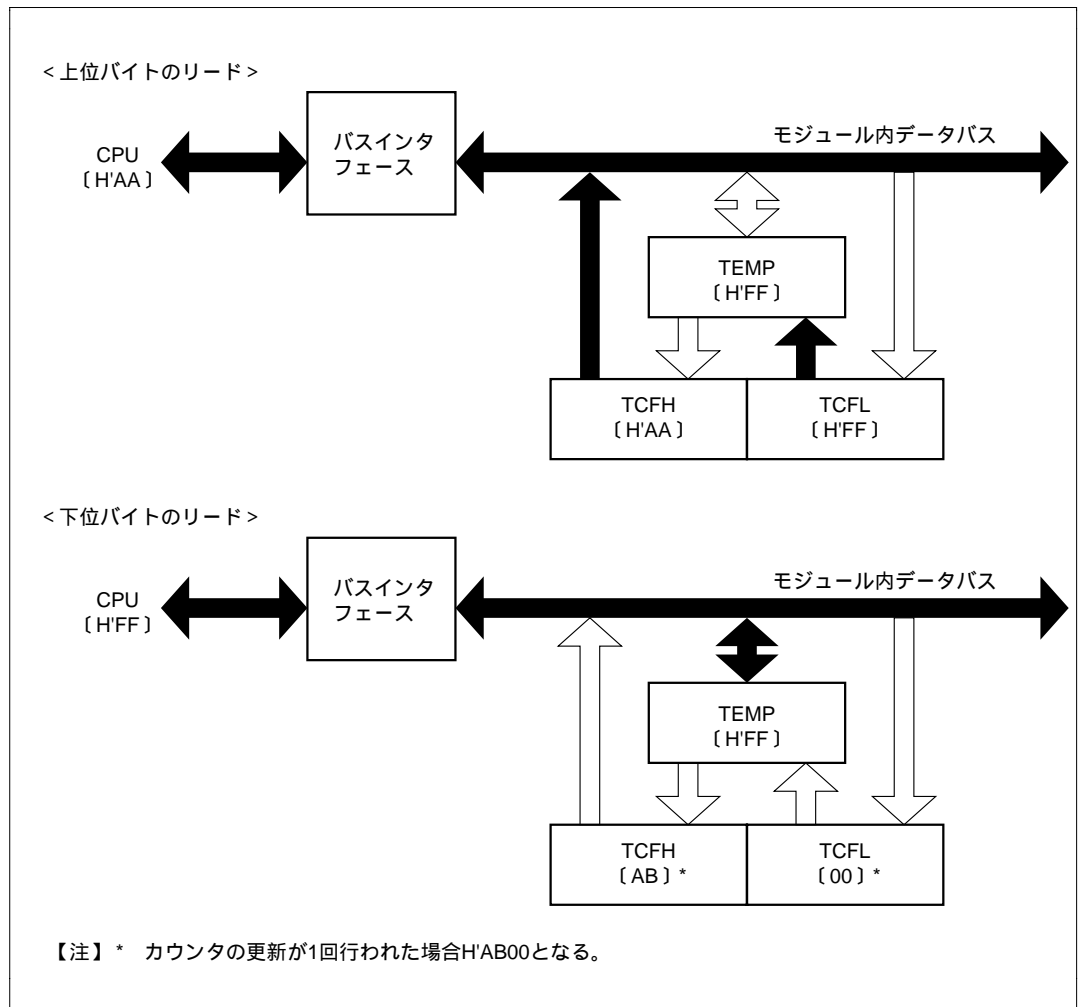 <上位バイトのリード>
CPU
〔H'AA〕
バスインタ
フェース
モジュール内データバス
TEMP
〔H'FF〕
TCFH
〔H'AA〕
TCFL
〔H'FF〕
<下位バイトのリード>
CPU
〔H'FF〕
バスインタ
フェース
モジュール内データバス
TEMP
〔H'FF〕
TCFH
〔AB〕*
TCFL
〔00〕*
【注】* カウンタの更新が1回行われた場合H'AB00となる。